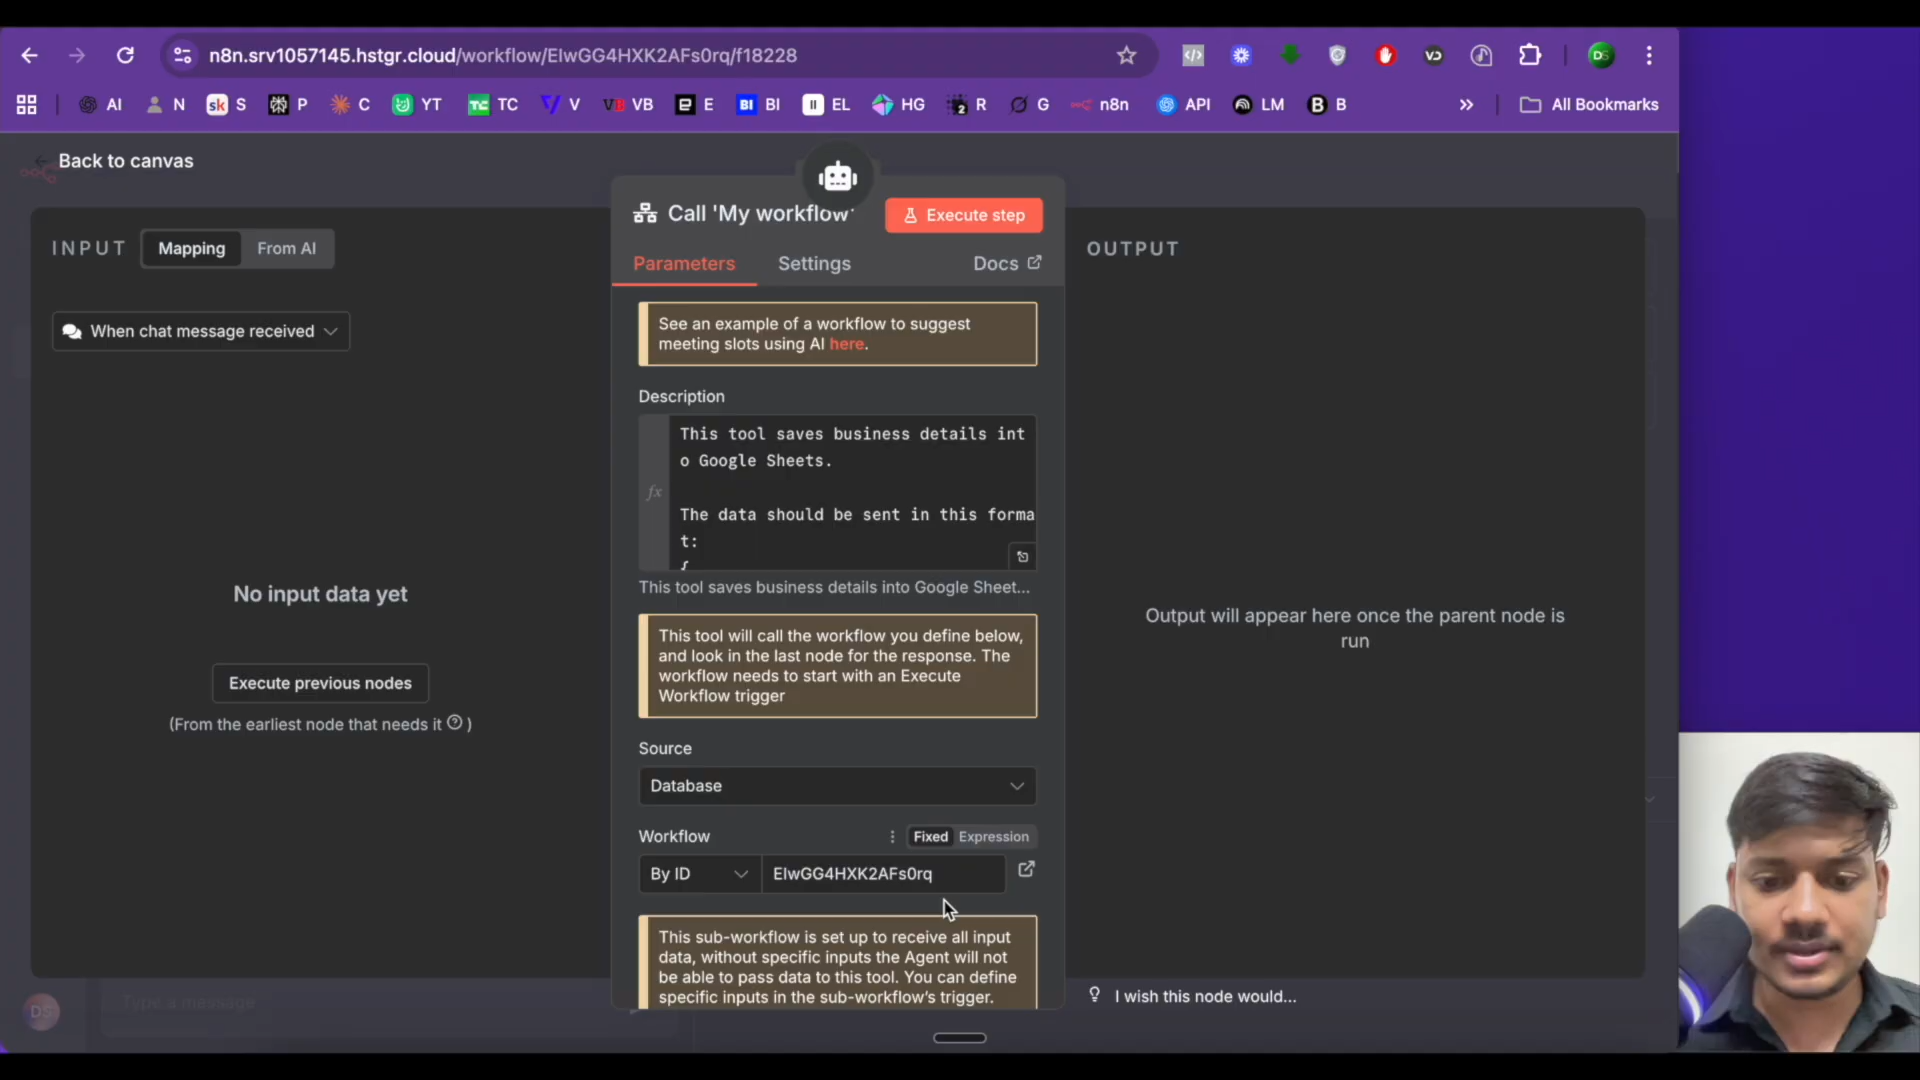 n8n.srv1057145.hstgr.cloud/workflow/EIwGG4HXK2AFs0rq/f18228
AI N S P C YT TC V VB E BI EL HG R G n8n API LM B All Bookmarks
Back to canvas
INPUT Mapping From AI
When chat message received
No input data yet
Execute previous nodes
(From the earliest node that needs it ? )
Call 'My workflow' Execute step
Parameters Settings Docs
See an example of a workflow to suggest
meeting slots using AI here.
Description
fx
This tool saves business details int
o Google Sheets.
The data should be sent in this forma
t:
{
This tool saves business details into Google Sheet...
This tool will call the workflow you define below,
and look in the last node for the response. The
workflow needs to start with an Execute
Workflow trigger
Source
Database
Workflow Fixed Expression
By ID EIwGG4HXK2AFs0rq
This sub-workflow is set up to receive all input
data, without specific inputs the Agent will not
be able to pass data to this tool. You can define
specific inputs in the sub-workflow's trigger.
OUTPUT
Output will appear here once the parent node is
run
I wish this node would...
DS
Type a message
DS